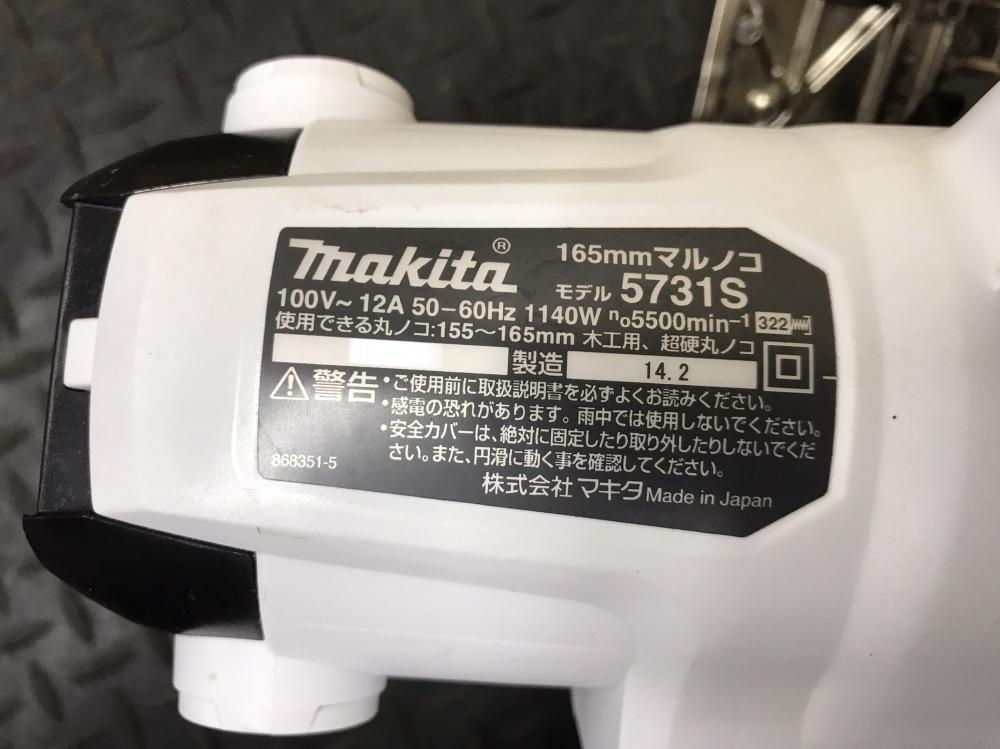 makita®
165mmマルノコ
モデル 5731S
100V～ 12A 50-60Hz 1140W n₀5500min⁻¹ 322
使用できる丸ノコ:155～165mm 木工用、超硬丸ノコ
製造 14.2
⚠警告
•ご使用前に取扱説明書を必ずよくお読みください。
•感電の恐れがあります。雨中では使用しないでください。
•安全カバーは、絶対に固定したり取り外したりしないでくだ
さい。また、円滑に動く事を確認してください。
868351-5
株式会社 マキタ Made in Japan